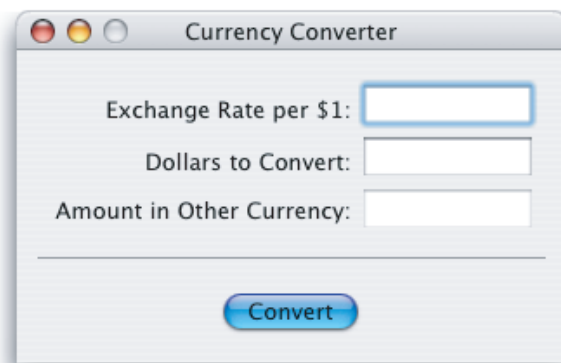 Currency Converter
Exchange Rate per $1:
Dollars to Convert:
Amount in Other Currency:
Convert